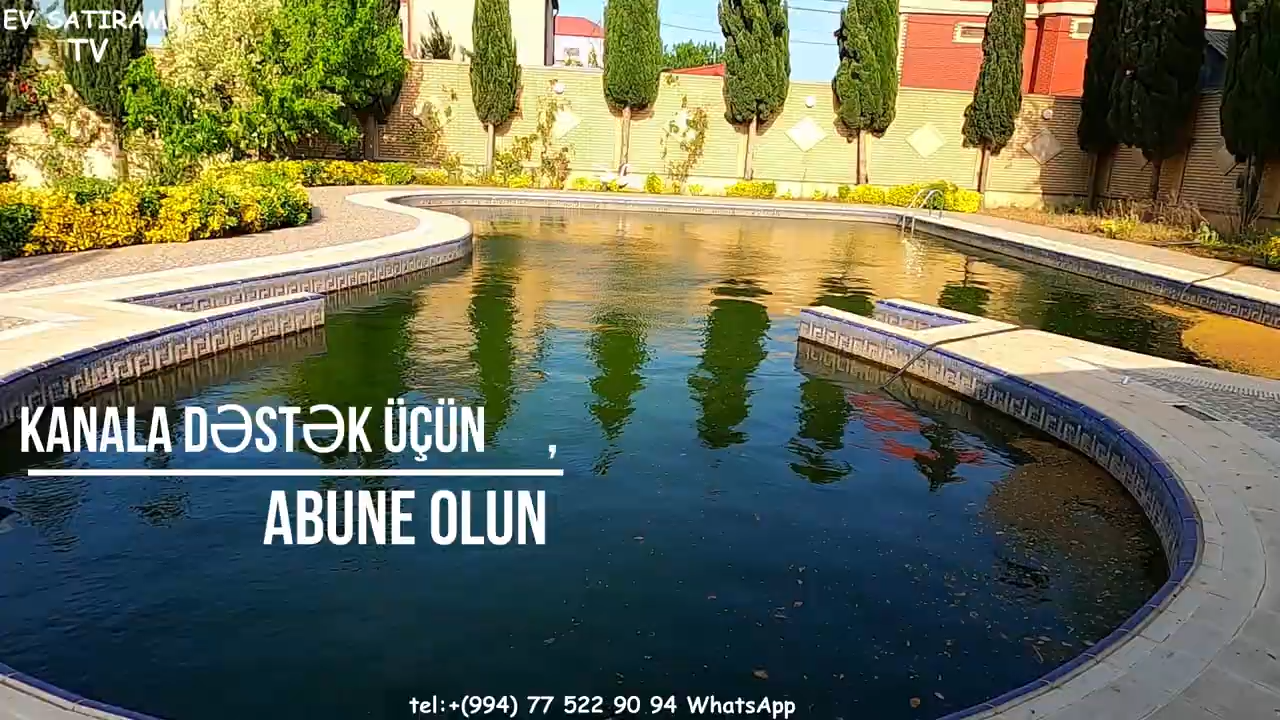 EV SATIRAM
TV
KANALA DƏSTƏK ÜÇÜN ,
ABUNE OLUN
tel:+(994) 77 522 90 94 WhatsApp